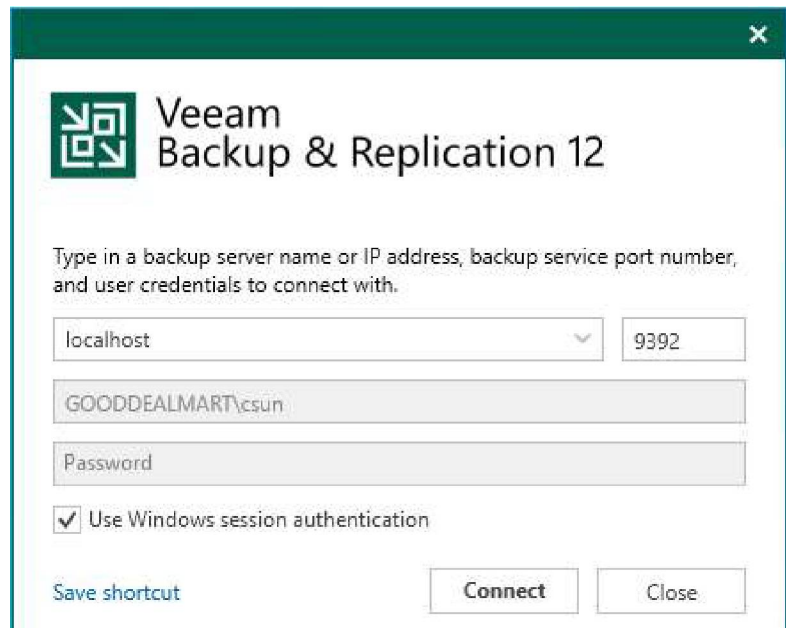 Veeam
Backup & Replication 12
Type in a backup server name or IP address, backup service port number,
and user credentials to connect with.
localhost 9392
GOODDEALMART\csun
Password
Use Windows session authentication
Save shortcut Connect Close